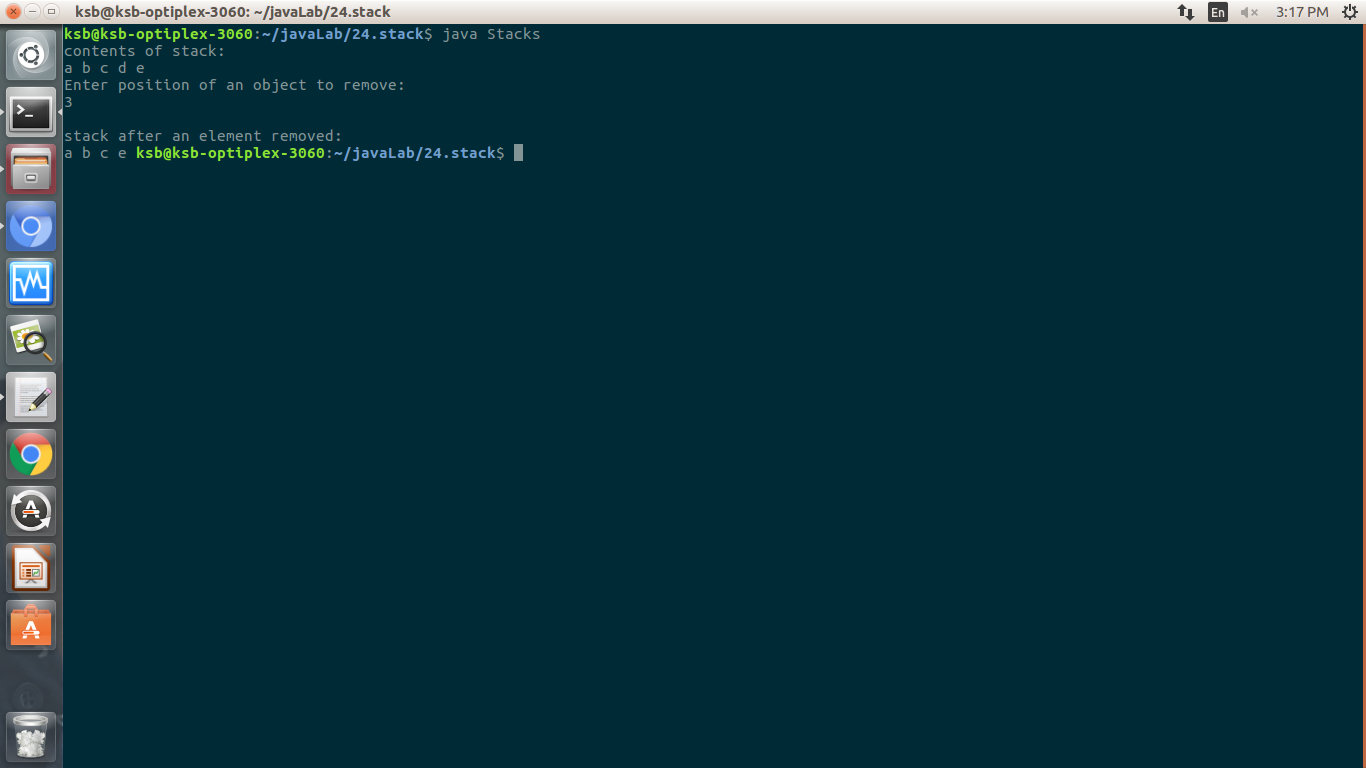 ksb@ksb-optiplex-3060: ~/javaLab/24.stack
En
3:17 PM
ksb@ksb-optiplex-3060:~/javaLab/24.stack$ java Stacks
contents of stack:
a b c d e
Enter position of an object to remove:
3
stack after an element removed:
a b c e ksb@ksb-optiplex-3060:~/javaLab/24.stack$